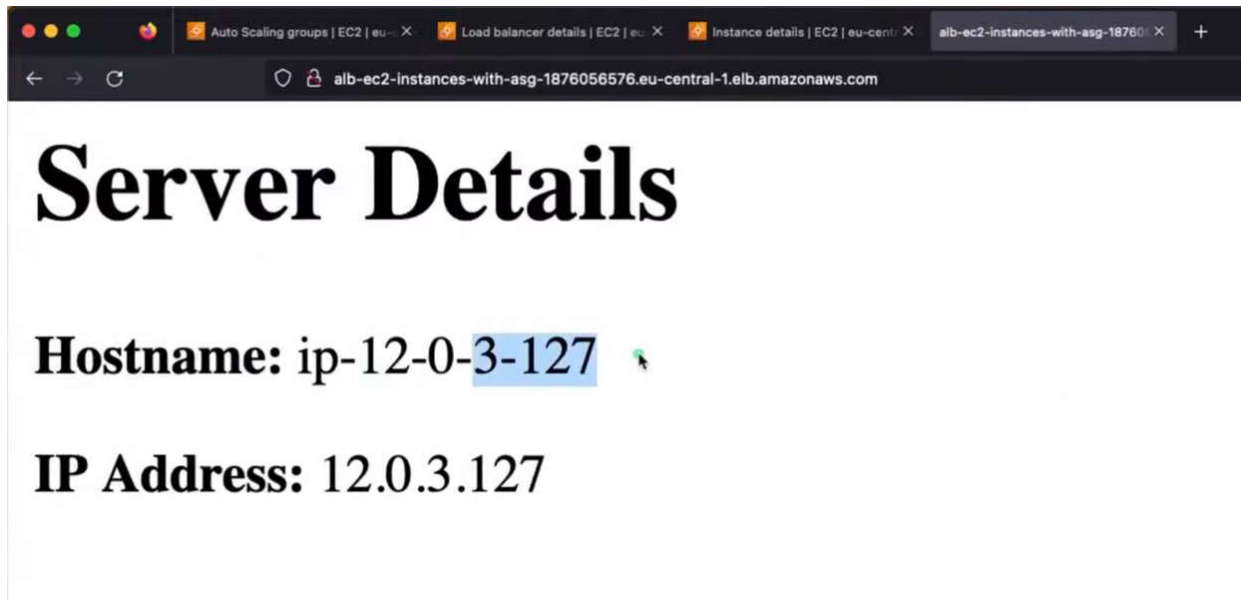 Auto Scaling groups | EC2 | eu-c
Load balancer details | EC2 | eu
Instance details | EC2 | eu-centr
alb-ec2-instances-with-asg-18760
alb-ec2-instances-with-asg-1876056576.eu-central-1.elb.amazonaws.com
Server Details
Hostname: ip-12-0-3-127
IP Address: 12.0.3.127